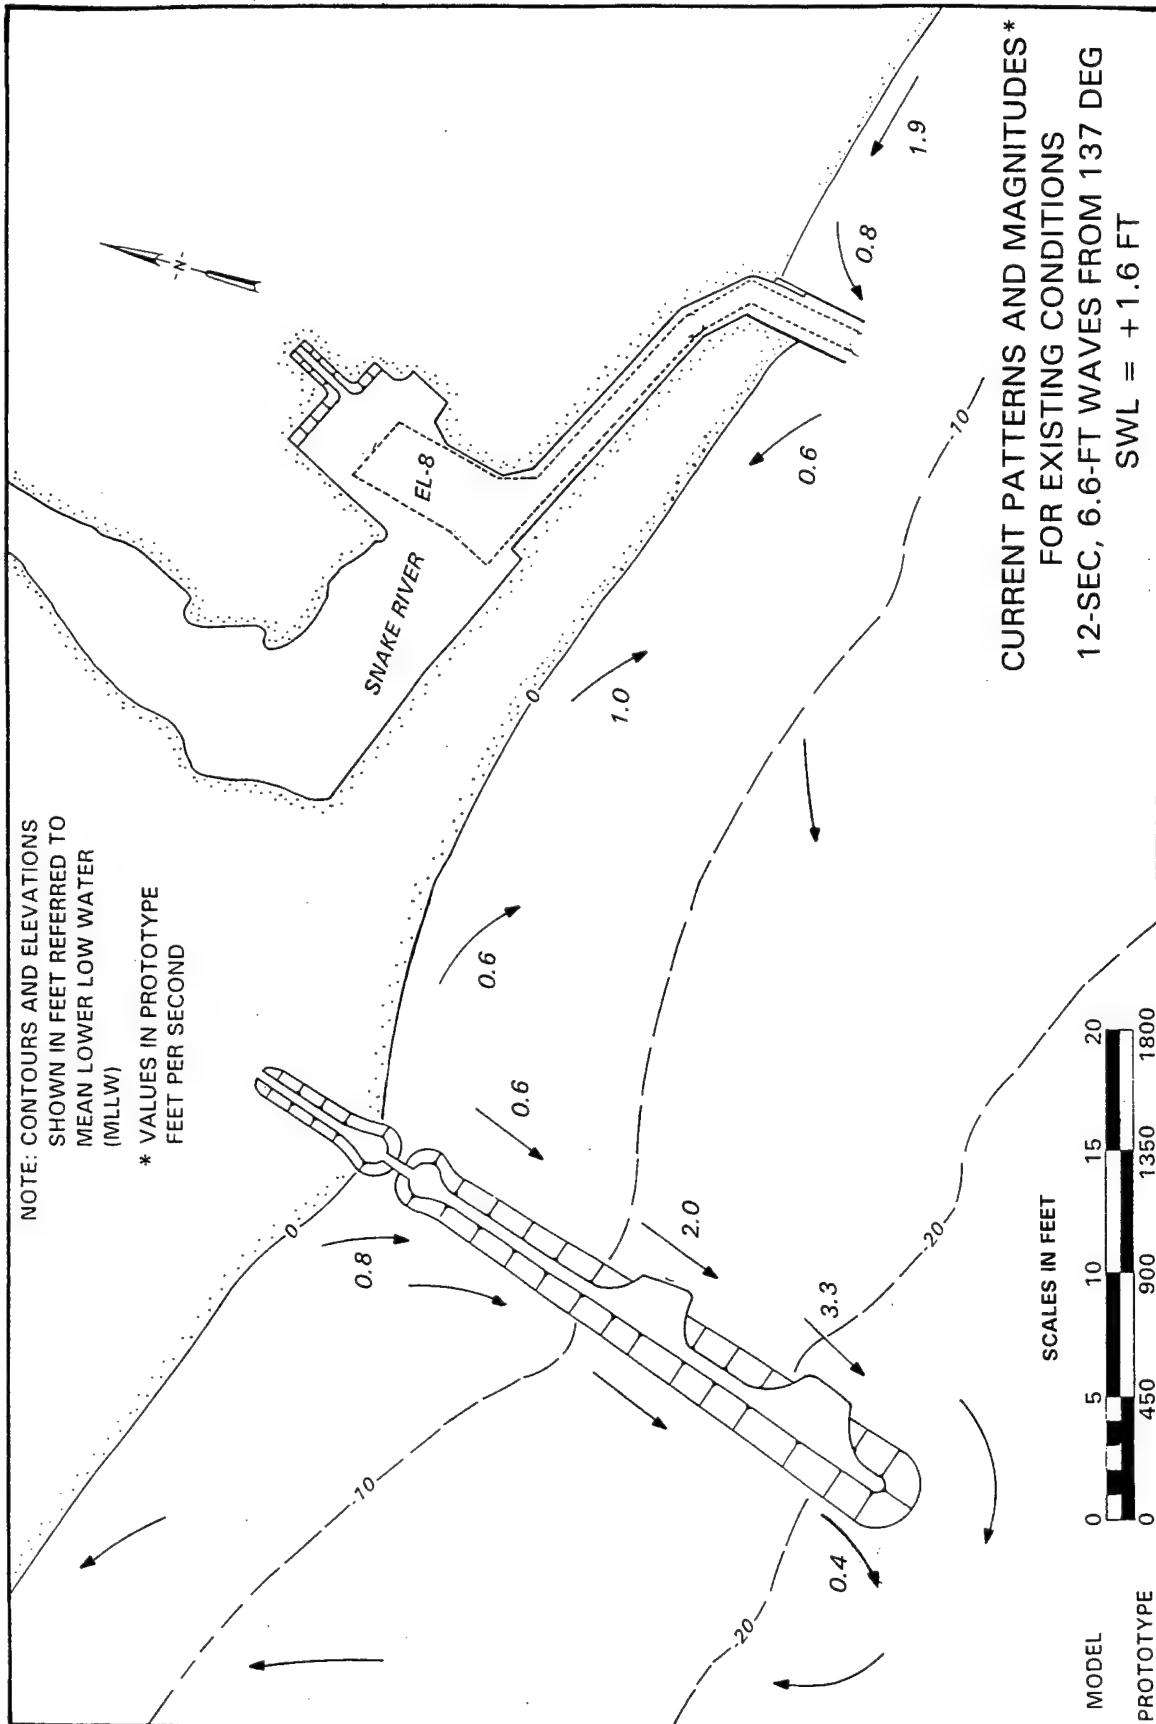 NOTE: CONTOURS AND ELEVATIONS
SHOWN IN FEET REFERRED TO
MEAN LOWER LOW WATER
(MLLW)
* VALUES IN PROTOTYPE
FEET PER SECOND
-N-
SNAKE RIVER
EL-8
0
0
-10
-10
-20
-20
0.8
0.6
0.6
1.0
0.6
0.8
1.9
2.0
3.3
0.4
CURRENT PATTERNS AND MAGNITUDES*
FOR EXISTING CONDITIONS
12-SEC, 6.6-FT WAVES FROM 137 DEG
SWL = +1.6 FT
SCALES IN FEET
MODEL 0 5 10 15 20
PROTOTYPE 0 450 900 1350 1800